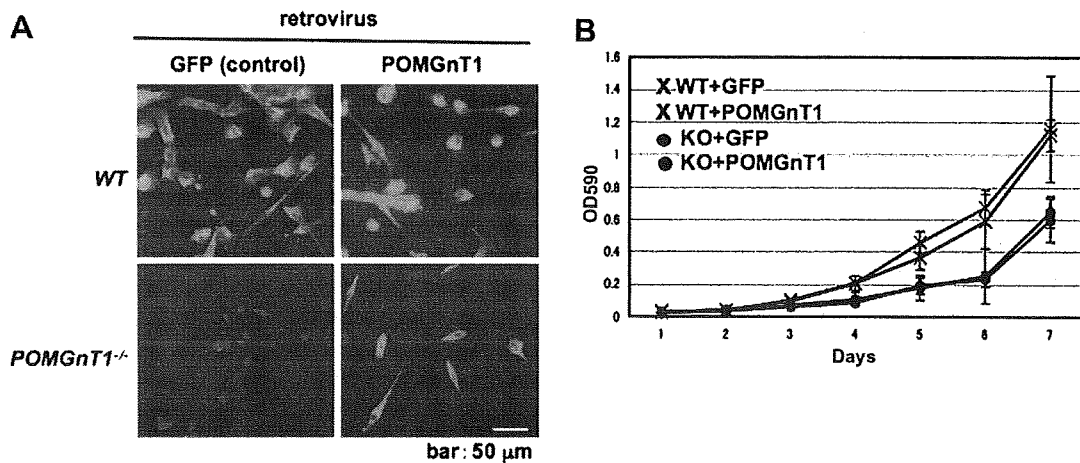 A
retrovirus
GFP (control)
POMGnT1
WT
POMGnT1-/-
bar: 50 μm
B
1.6
1.4
1.2
1
0.8
0.6
0.4
0.2
0
OD590
X WT+GFP
X WT+POMGnT1
● KO+GFP
● KO+POMGnT1
1 2 3 4 5 6 7
Days